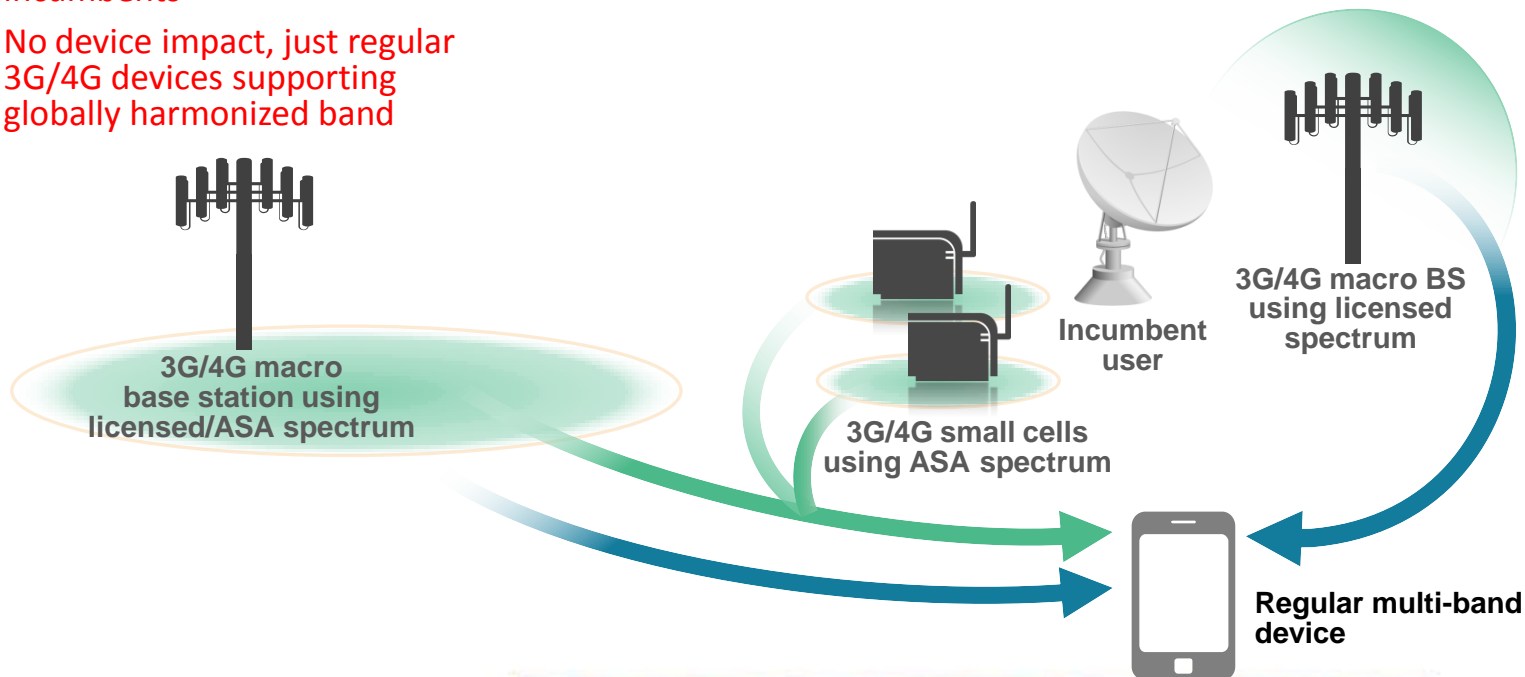 incumbents
No device impact, just regular
3G/4G devices supporting
globally harmonized band
3G/4G macro
base station using
licensed/ASA spectrum
3G/4G small cells
using ASA spectrum
Incumbent
user
3G/4G macro BS
using licensed
spectrum
Regular multi-band
device